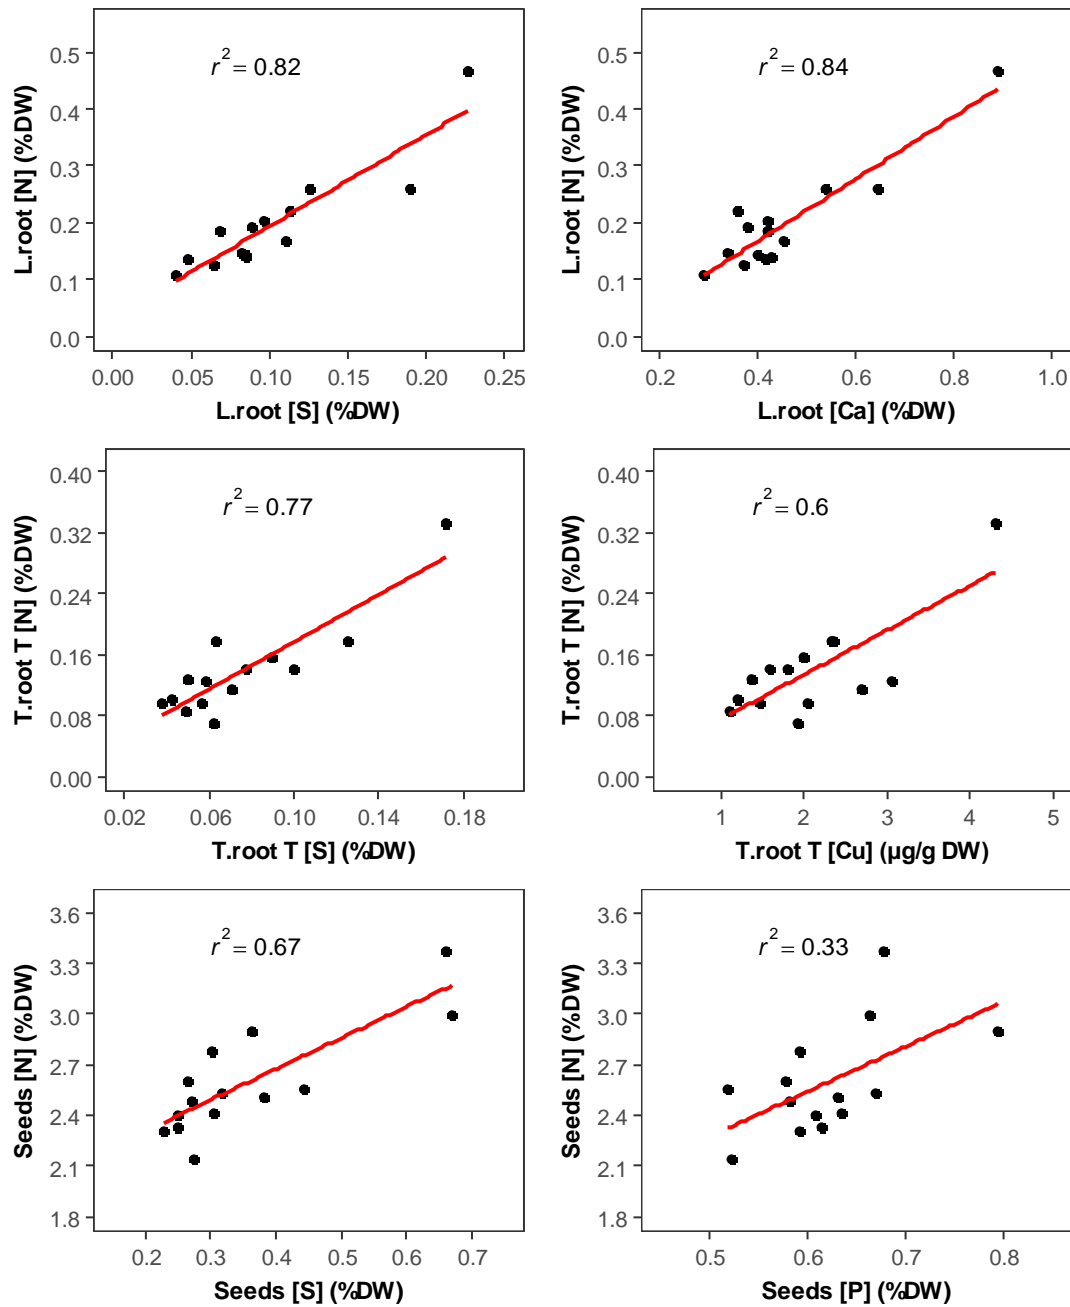 r² = 0.82
L.root [N] (%DW)
0.5
0.4
0.3
0.2
0.1
0.0
0.00 0.05 0.10 0.15 0.20 0.25
L.root [S] (%DW)
r² = 0.84
L.root [N] (%DW)
0.5
0.4
0.3
0.2
0.1
0.0
0.2 0.4 0.6 0.8 1.0
L.root [Ca] (%DW)
r² = 0.77
T.root T [N] (%DW)
0.40
0.32
0.24
0.16
0.08
0.00
0.02 0.06 0.10 0.14 0.18
T.root T [S] (%DW)
r² = 0.6
T.root T [N] (%DW)
0.40
0.32
0.24
0.16
0.08
0.00
1 2 3 4 5
T.root T [Cu] (µg/g DW)
r² = 0.67
Seeds [N] (%DW)
3.6
3.3
3.0
2.7
2.4
2.1
1.8
0.2 0.3 0.4 0.5 0.6 0.7
Seeds [S] (%DW)
r² = 0.33
Seeds [N] (%DW)
3.6
3.3
3.0
2.7
2.4
2.1
1.8
0.5 0.6 0.7 0.8
Seeds [P] (%DW)